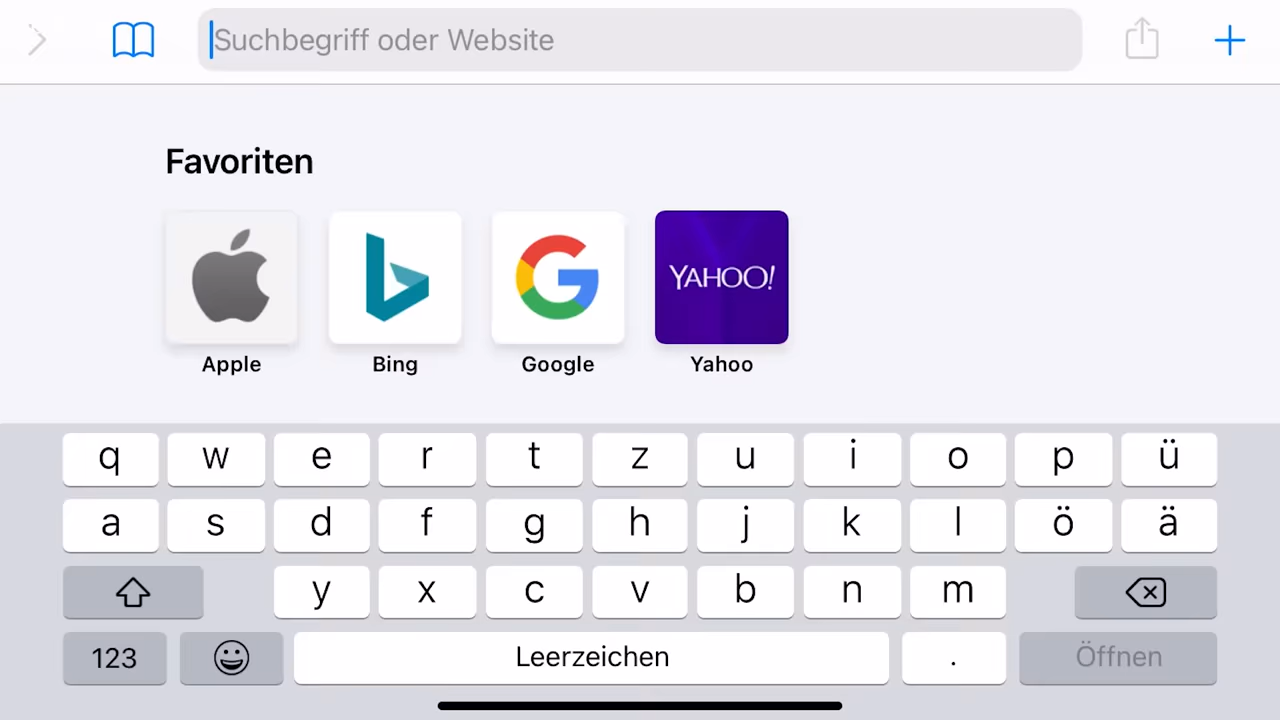 Suchbegriff oder Website
Favoriten
YAHOO!
Apple Bing Google Yahoo
q w e r t z u i o p ü
a s d f g h j k l ö ä
y x c v b n m
123 Leerzeichen . Öffnen